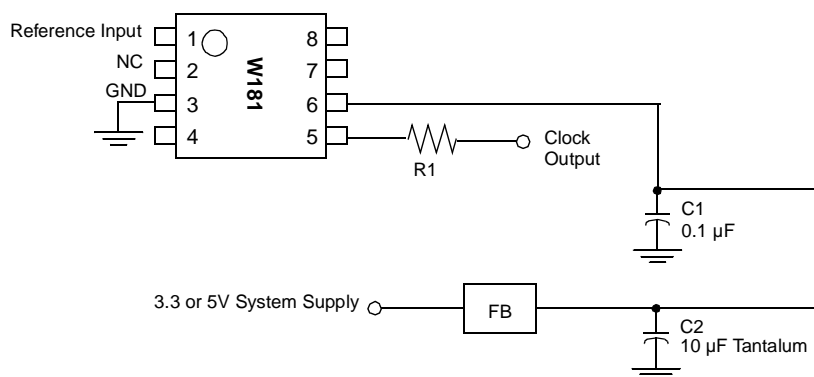 Reference Input
1
8
NC
2
7
GND
3
6
4
5
W181
R1
Clock
Output
C1
0.1 µF
3.3 or 5V System Supply
FB
C2
10 µF Tantalum